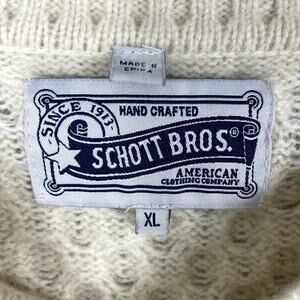 MADE IN
CHINA
SINCE 1913
HAND CRAFTED
SCHOTT BROS.®
AMERICAN
CLOTHING COMPANY
XL